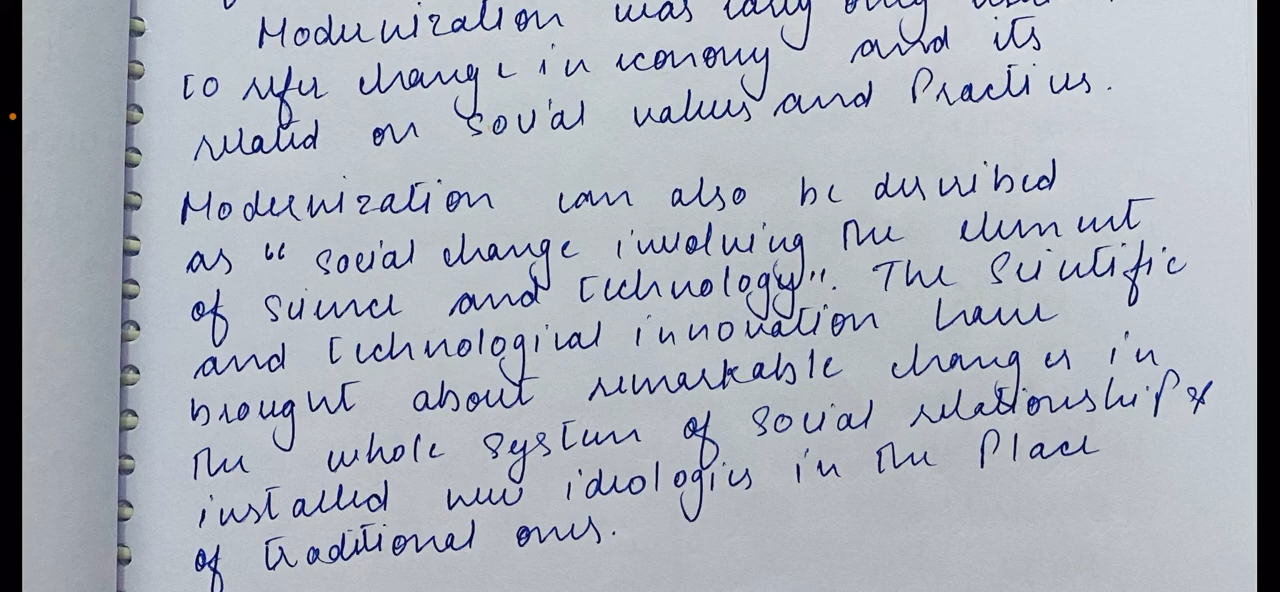 Modernization was early only used
to refer change in economy and its
related on social values and Practices.
Modernization can also be described
as "social change involving the element
of science and technology". The Scientific
and technological innovation have
brought about remarkable changes in
the whole system of social relationship &
installed new ideologies in the Place
of traditional ones.